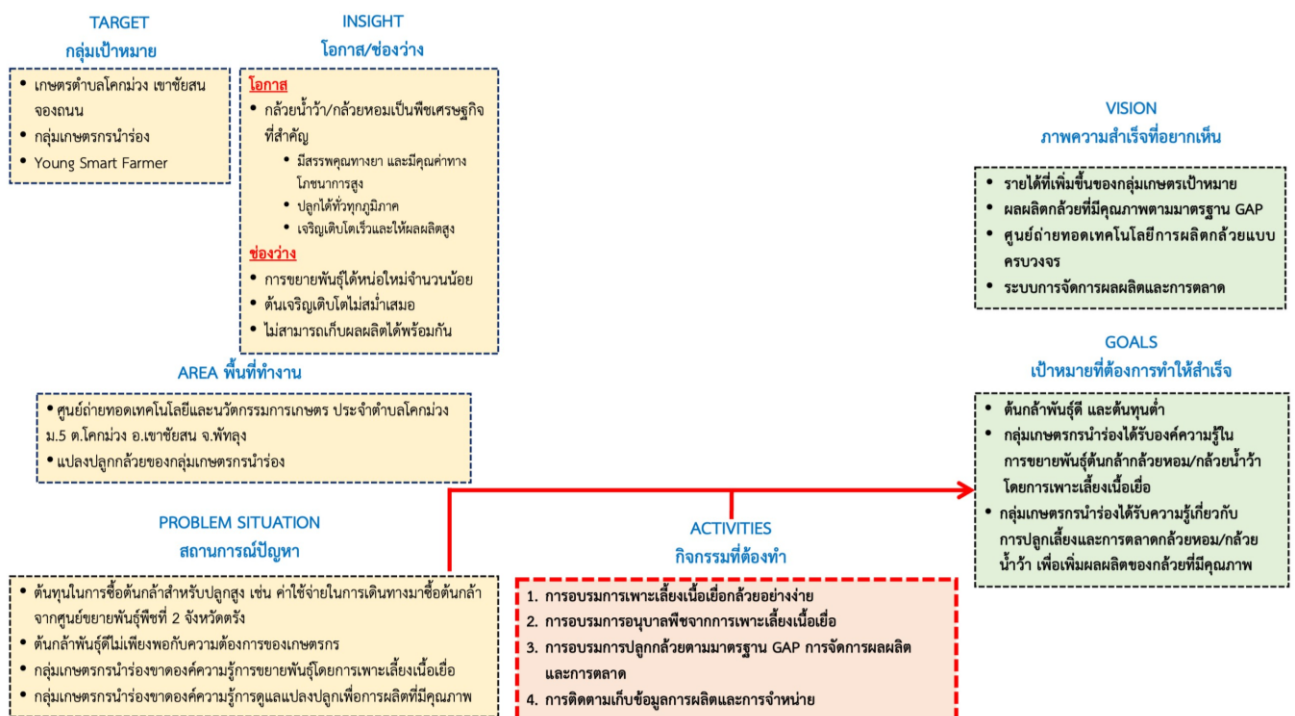 TARGET
กลุ่มเป้าหมาย
• เกษตรตำบลโคกม่วง เขาชัยสน
จองถนน
• กลุ่มเกษตรกรนำร่อง
• Young Smart Farmer
INSIGHT
โอกาส/ช่องว่าง
โอกาส
• กล้วยน้ำว้า/กล้วยหอมเป็นพืชเศรษฐกิจ
ที่สำคัญ
• มีสรรพคุณทางยา และมีคุณค่าทาง
โภชนาการสูง
• ปลูกได้ทั่วทุกภูมิภาค
• เจริญเติบโตเร็วและให้ผลผลิตสูง
ช่องว่าง
• การขยายพันธุ์ได้หน่อใหม่จำนวนน้อย
• ต้นเจริญเติบโตไม่สม่ำเสมอ
• ไม่สามารถเก็บผลผลิตได้พร้อมกัน
VISION
ภาพความสำเร็จที่อยากเห็น
• รายได้ที่เพิ่มขึ้นของกลุ่มเกษตรเป้าหมาย
• ผลผลิตกล้วยที่มีคุณภาพตามมาตรฐาน GAP
• ศูนย์ถ่ายทอดเทคโนโลยีการผลิตกล้วยแบบ
ครบวงจร
• ระบบการจัดการผลผลิตและการตลาด
AREA พื้นที่ทำงาน
• ศูนย์ถ่ายทอดเทคโนโลยีและนวัตกรรมการเกษตร ประจำตำบลโคกม่วง
ม.5 ต.โคกม่วง อ.เขาชัยสน จ.พัทลุง
• แปลงปลูกกล้วยของกลุ่มเกษตรกรนำร่อง
GOALS
เป้าหมายที่ต้องการทำให้สำเร็จ
• ต้นกล้าพันธุ์ดี และต้นทุนต่ำ
• กลุ่มเกษตรกรนำร่องได้รับองค์ความรู้ใน
การขยายพันธุ์ต้นกล้ากล้วยหอม/กล้วยน้ำว้า
โดยการเพาะเลี้ยงเนื้อเยื่อ
• กลุ่มเกษตรกรนำร่องได้รับความรู้เกี่ยวกับ
การปลูกเลี้ยงและการตลาดกล้วยหอม/กล้วย
น้ำว้า เพื่อเพิ่มผลผลิตของกล้วยที่มีคุณภาพ
PROBLEM SITUATION
สถานการณ์ปัญหา
• ต้นทุนในการซื้อต้นกล้าสำหรับปลูกสูง เช่น ค่าใช้จ่ายในการเดินทางมาซื้อต้นกล้า
จากศูนย์ขยายพันธุ์พืชที่ 2 จังหวัดตรัง
• ต้นกล้าพันธุ์ดีไม่เพียงพอกับความต้องการของเกษตรกร
• กลุ่มเกษตรกรนำร่องขาดองค์ความรู้การขยายพันธุ์โดยการเพาะเลี้ยงเนื้อเยื่อ
• กลุ่มเกษตรกรนำร่องขาดองค์ความรู้การดูแลแปลงปลูกเพื่อการผลิตที่มีคุณภาพ
ACTIVITIES
กิจกรรมที่ต้องทำ
1. การอบรมการเพาะเลี้ยงเนื้อเยื่อกล้วยอย่างง่าย
2. การอบรมการอนุบาลพืชจากการเพาะเลี้ยงเนื้อเยื่อ
3. การอบรมการปลูกกล้วยตามมาตรฐาน GAP การจัดการผลผลิต
และการตลาด
4. การติดตามเก็บข้อมูลการผลิตและการจำหน่าย